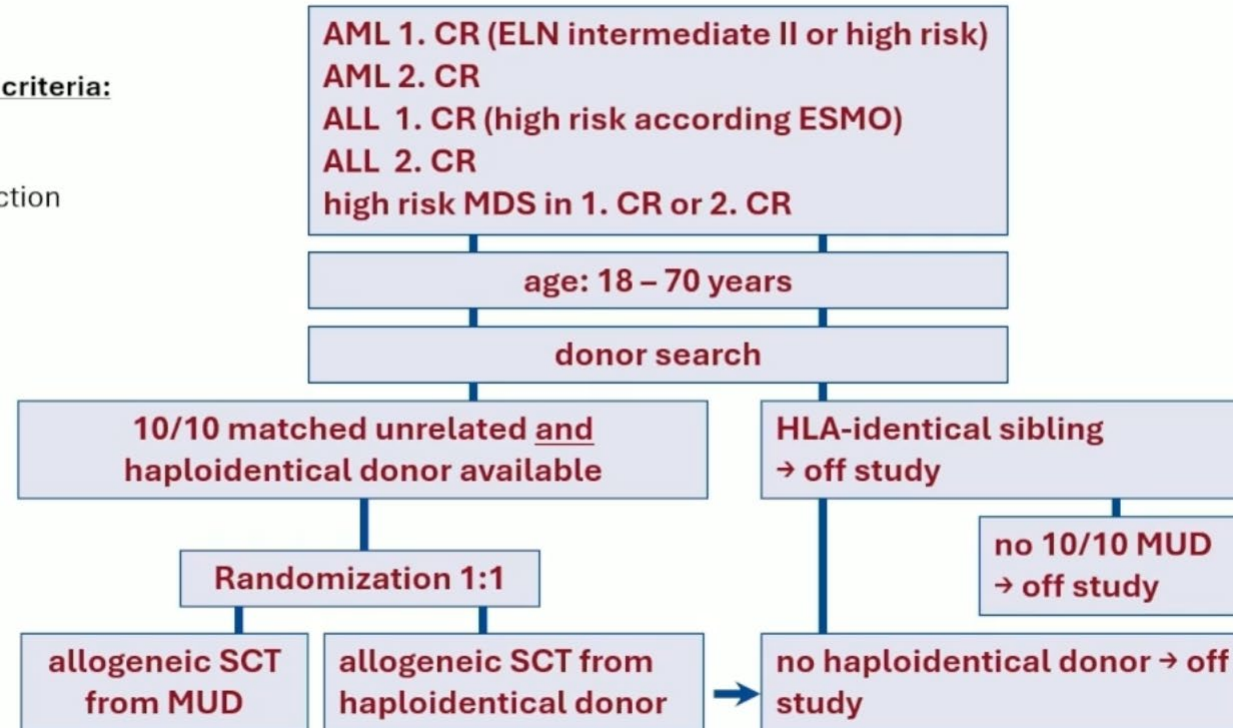 criteria:
ction
AML 1. CR (ELN intermediate II or high risk)
AML 2. CR
ALL 1. CR (high risk according ESMO)
ALL 2. CR
high risk MDS in 1. CR or 2. CR
age: 18 – 70 years
donor search
10/10 matched unrelated and
haploidentical donor available
HLA-identical sibling
→ off study
no 10/10 MUD
→ off study
Randomization 1:1
allogeneic SCT
from MUD
allogeneic SCT from
haploidentical donor
no haploidentical donor → off
study